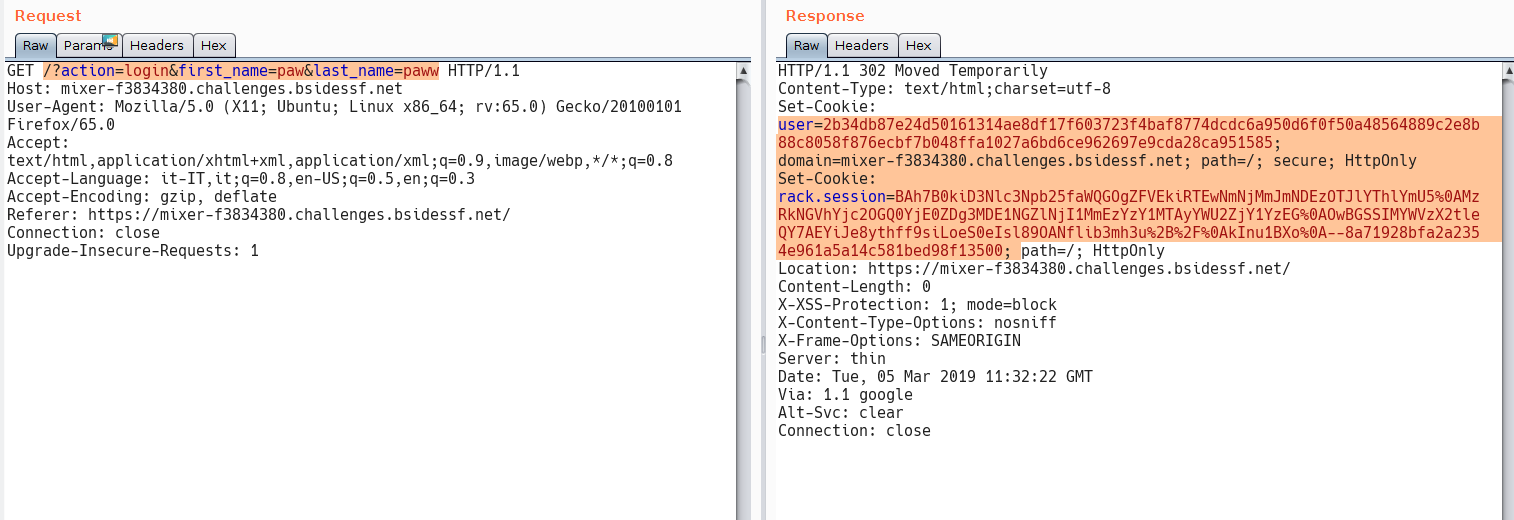 Request
Raw Params Headers Hex
GET /?action=login&first_name=paw&last_name=paww HTTP/1.1
Host: mixer-f3834380.challenges.bsidessf.net
User-Agent: Mozilla/5.0 (X11; Ubuntu; Linux x86_64; rv:65.0) Gecko/20100101
Firefox/65.0
Accept:
text/html,application/xhtml+xml,application/xml;q=0.9,image/webp,*/*;q=0.8
Accept-Language: it-IT,it;q=0.8,en-US;q=0.5,en;q=0.3
Accept-Encoding: gzip, deflate
Referer: https://mixer-f3834380.challenges.bsidessf.net/
Connection: close
Upgrade-Insecure-Requests: 1
Response
Raw Headers Hex
HTTP/1.1 302 Moved Temporarily
Content-Type: text/html;charset=utf-8
Set-Cookie:
user=2b34db87e24d50161314ae8df17f603723f4baf8774dcdc6a950d6f0f50a48564889c2e8b
88c8058f876ecbf7b048ffa1027a6bd6ce962697e9cda28ca951585;
domain=mixer-f3834380.challenges.bsidessf.net; path=/; secure; HttpOnly
Set-Cookie:
rack.session=BAh7B0kiD3Nlc3Npb25faWQGOgZFVEkiRTEwNmNjMmJmNDEzOTJlYThlYmU5%0AMz
RkNGVhYjc2OGQ0YjE0ZDg3MDE1NGZlNjI1MmEzYzY1MTAyYWU2ZjY1YzEG%0AOwBGSSIMYWVzX2tle
QY7AEYiJe8ythff9siLoeS0eIsl89OANflib3mh3u%2B%2F%0AkInu1BXo%0A--8a71928bfa2a235
4e961a5a14c581bed98f13500; path=/; HttpOnly
Location: https://mixer-f3834380.challenges.bsidessf.net/
Content-Length: 0
X-XSS-Protection: 1; mode=block
X-Content-Type-Options: nosniff
X-Frame-Options: SAMEORIGIN
Server: thin
Date: Tue, 05 Mar 2019 11:32:22 GMT
Via: 1.1 google
Alt-Svc: clear
Connection: close